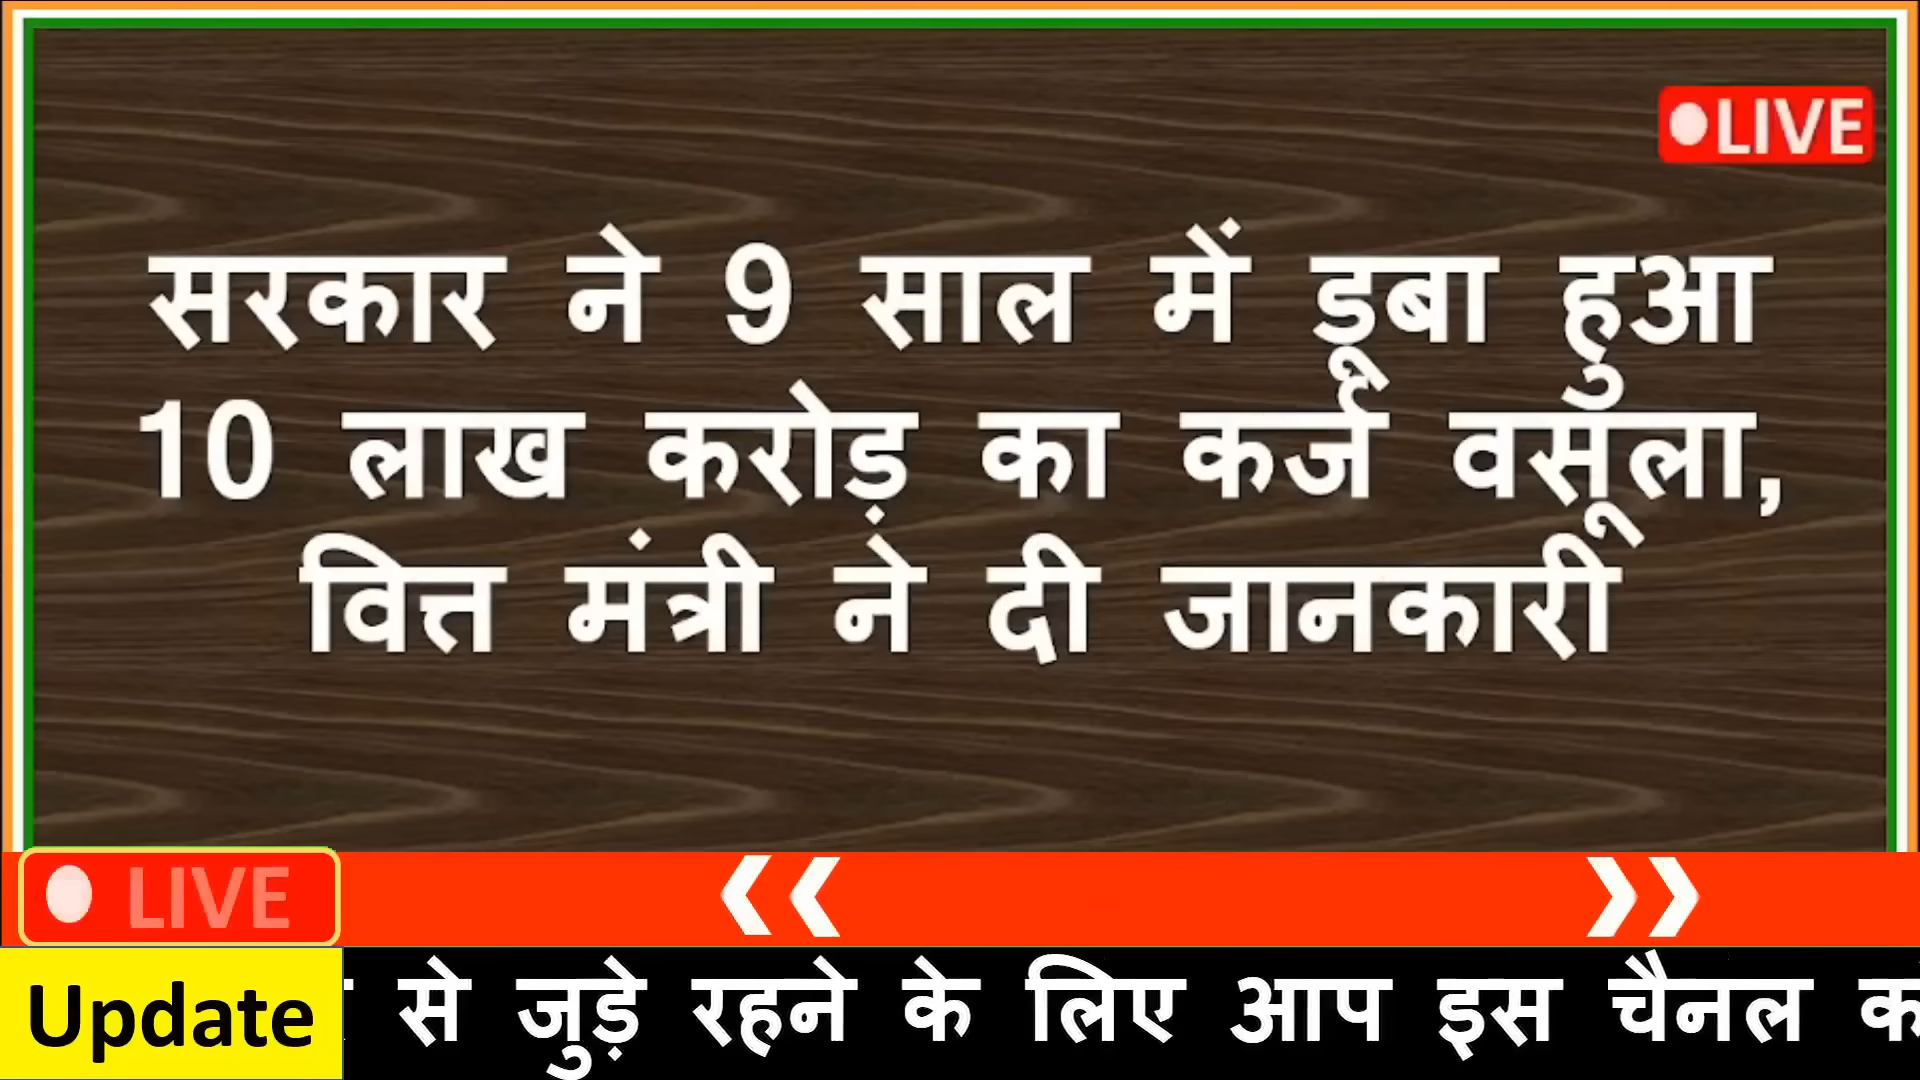 LIVE
सरकार ने 9 साल में डूबा हुआ
10 लाख करोड़ का कर्ज वसूला,
वित्त मंत्री ने दी जानकारी
LIVE
Update
से जुड़े रहने के लिए आप इस चैनल